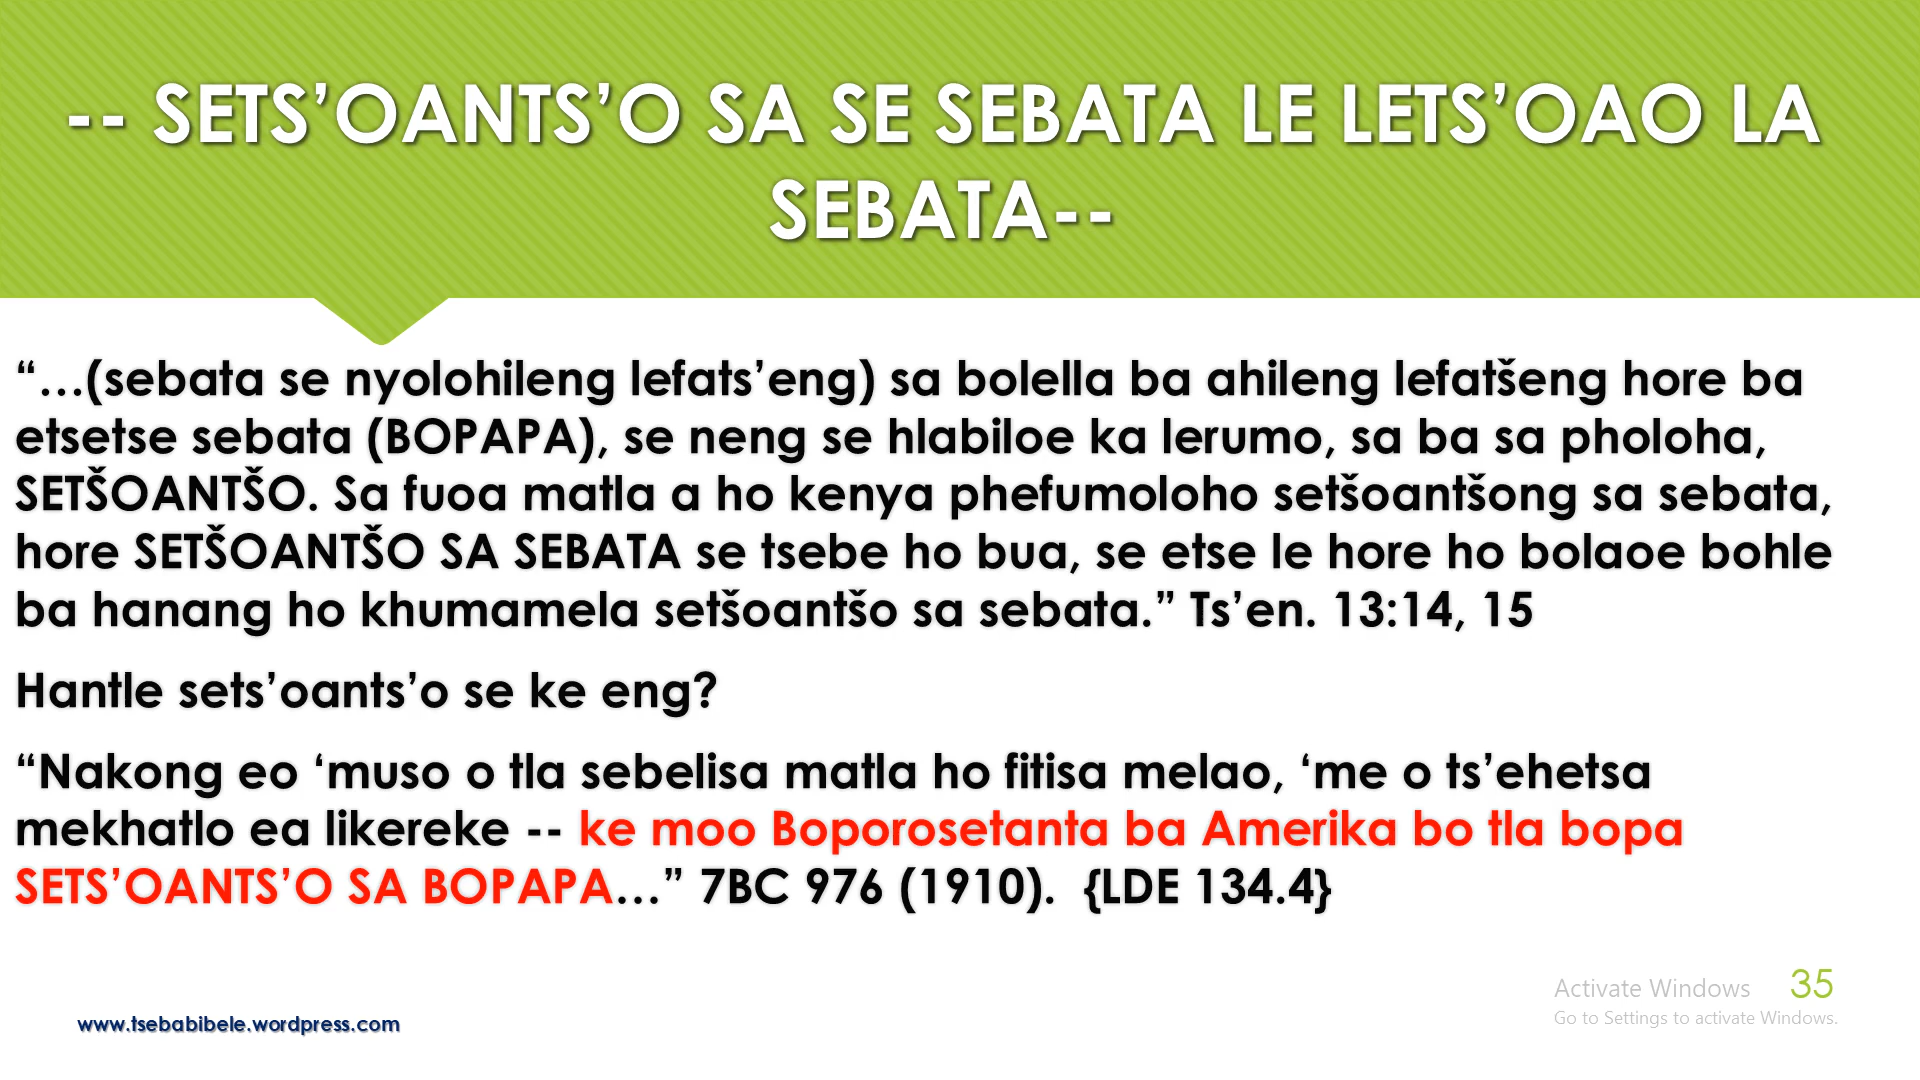 -- SETS’OANTS’O SA SE SEBATA LE LETS’OAO LA
SEBATA--
“…(sebata se nyolohileng lefats’eng) sa bolella ba ahileng lefatšeng hore ba
etsetse sebata (BOPAPA), se neng se hlabiloe ka lerumo, sa ba sa pholoha,
SETŠOANTŠO. Sa fuoa matla a ho kenya phefumoloho setšoantšong sa sebata,
hore SETŠOANTŠO SA SEBATA se tsebe ho bua, se etse le hore ho bolaoe bohle
ba hanang ho khumamela setšoantšo sa sebata.” Ts’en. 13:14, 15
Hantle sets’oants’o se ke eng?
“Nakong eo ‘muso o tla sebelisa matla ho fitisa melao, ‘me o ts’ehetsa
mekhatlo ea likereke -- ke moo Boporosetanta ba Amerika bo tla bopa
SETS’OANTS’O SA BOPAPA…” 7BC 976 (1910).  {LDE 134.4}
Activate Windows
35
Go to Settings to activate Windows.
www.tsebabibele.wordpress.com